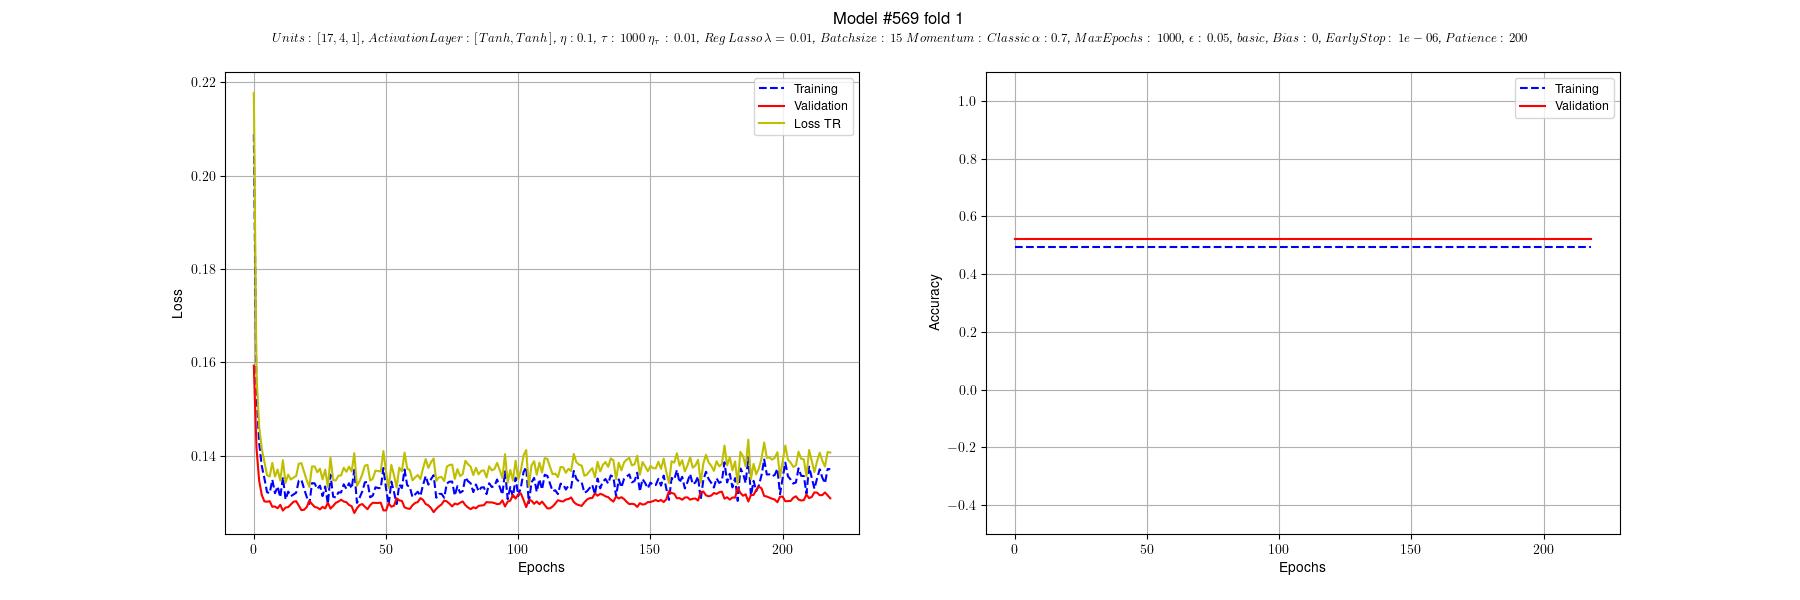 Model #569 fold 1
Units : [17, 4, 1], ActivationLayer : [Tanh, Tanh], η : 0.1, τ : 1000 η_τ : 0.01, Reg Lasso λ = 0.01, Batchsize : 15 Momentum : Classic α : 0.7, MaxEpochs : 1000, ϵ : 0.05, basic, Bias : 0, EarlyStop : 1e − 06, Patience : 200
0.22
0.20
0.18
0.16
0.14
Loss
0
50
100
150
200
Epochs
Training
Validation
Loss TR
1.0
0.8
0.6
0.4
0.2
0.0
−0.2
−0.4
Accuracy
0
50
100
150
200
Epochs
Training
Validation